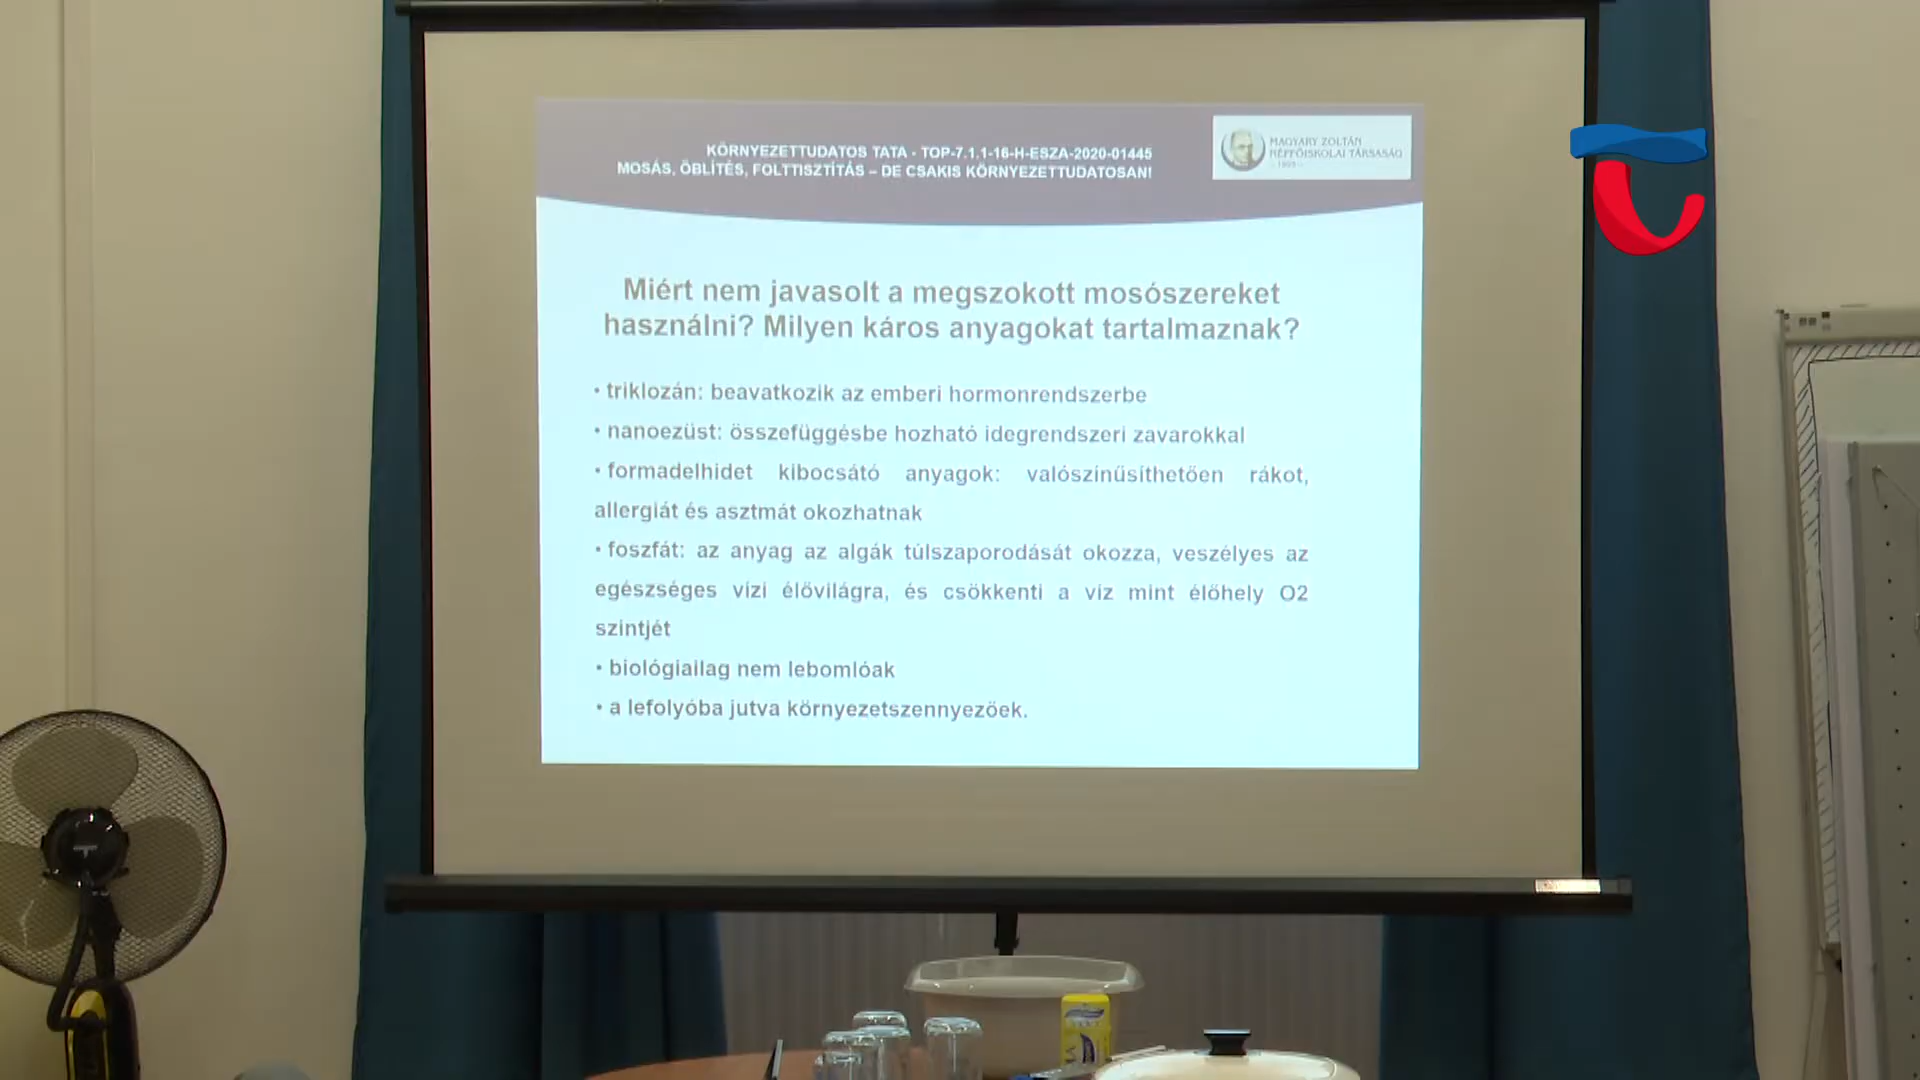 KÖRNYEZETTUDATOS TATA - TOP-7.1.1-16-H-ESZA-2020-01445
MOSÁS, ÖBLÍTÉS, FOLTTISZTÍTÁS – DE CSAKIS KÖRNYEZETTUDATOSAN!
MAGYARY ZOLTÁN
NÉPFŐISKOLAI TÁRSASÁG
Miért nem javasolt a megszokott mosószereket
használni? Milyen káros anyagokat tartalmaznak?
• triklozán: beavatkozik az emberi hormonrendszerbe
• nanoezüst: összefüggésbe hozható idegrendszeri zavarokkal
• formadelhidet kibocsátó anyagok: valószínűsíthetően rákot,
allergiát és asztmát okozhatnak
• foszfát: az anyag az algák túlszaporodását okozza, veszélyes az
egészséges vízi élővilágra, és csökkenti a víz mint élőhely O2
szintjét
• biológiailag nem lebomlóak
• a lefolyóba jutva környezetszennyezőek.